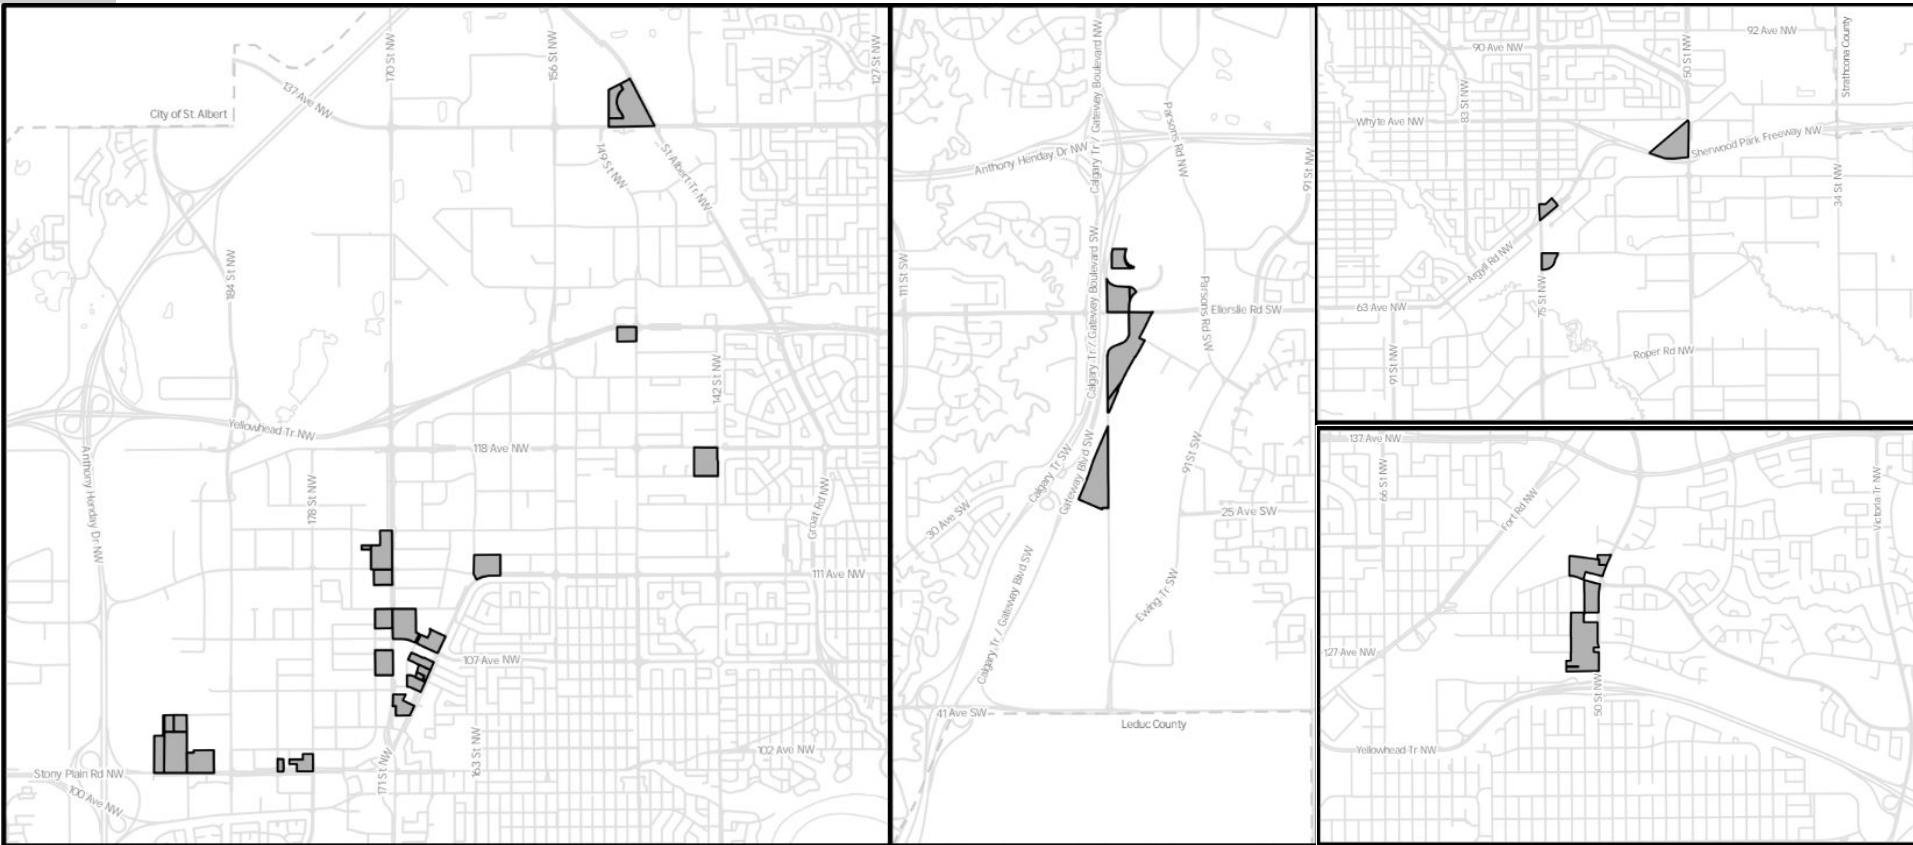 170 St NW
156 St NW
127 St NW
137 Ave NW
City of St. Albert
149 St NW
St Albert Tr NW
184 St NW
142 St NW
Yellowhead Tr NW
118 Ave NW
Anthony Henday Dr NW
178 St NW
Groat Rd NW
111 Ave NW
107 Ave NW
163 St NW
102 Ave NW
171 St NW
Stony Plain Rd NW
100 Ave NW
Calgary Tr / Gateway Boulevard NW
Parsons Rd NW
Anthony Henday Dr NW
91 St NW
111 St SW
Calgary Tr / Gateway Boulevard SW
Parsons Rd SW
Ellerslie Rd SW
Calgary Tr SW
Gateway Blvd SW
91 St SW
30 Ave SW
25 Ave SW
Ewing Tr SW
Calgary Tr / Gateway Blvd SW
41 Ave SW
Leduc County
90 Ave NW
50 St NW
92 Ave NW
Strathcona County
83 St NW
Whyte Ave NW
Sherwood Park Freeway NW
34 St NW
Argyll Rd NW
75 St NW
63 Ave NW
91 St NW
Roper Rd NW
137 Ave NW
66 St NW
Fort Rd NW
Victoria Tr NW
127 Ave NW
50 St NW
Yellowhead Tr NW